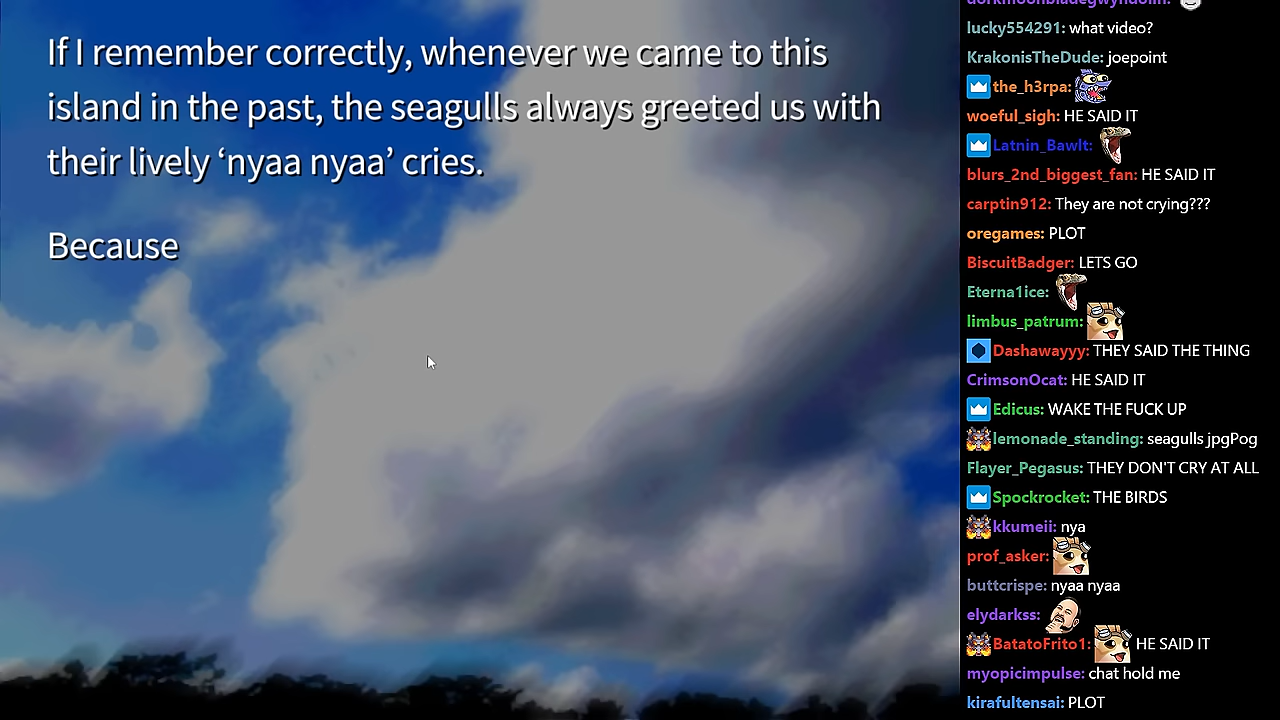 If I remember correctly, whenever we came to this
island in the past, the seagulls always greeted us with
their lively ‘nyaa nyaa’ cries.
Because
lucky554291: what video?
KrakonisTheDude: joepoint
the_h3rpa:
woeful_sigh: HE SAID IT
Latnin_Bawlt:
blurs_2nd_biggest_fan: HE SAID IT
carptin912: They are not crying???
oregames: PLOT
BiscuitBadger: LETS GO
Eterna1ice:
limbus_patrum:
Dashawayyy: THEY SAID THE THING
CrimsonOcat: HE SAID IT
Edicus: WAKE THE FUCK UP
lemonade_standing: seagulls jpgPog
Flayer_Pegasus: THEY DON'T CRY AT ALL
Spockrocket: THE BIRDS
kkumeii: nya
prof_asker:
buttcrispe: nyaa nyaa
elydarkss:
BatatoFrito1: HE SAID IT
myopicimpulse: chat hold me
kirafultensai: PLOT